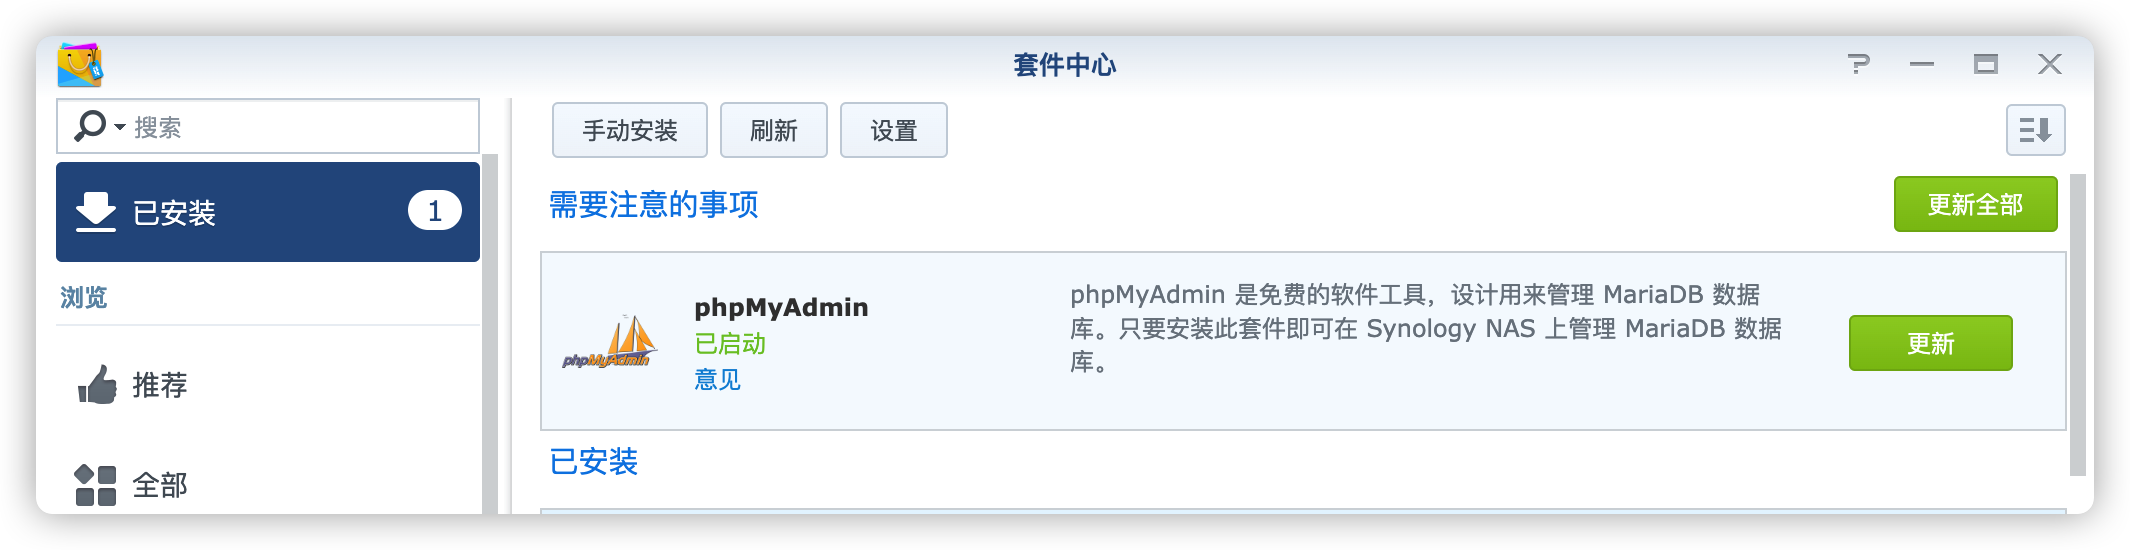 套件中心
搜索
手动安装
刷新
设置
已安装
1
需要注意的事项
更新全部
浏览
推荐
全部
phpMyAdmin
phpMyAdmin
已启动
意见
phpMyAdmin 是免费的软件工具，设计用来管理 MariaDB 数据
库。只要安装此套件即可在 Synology NAS 上管理 MariaDB 数据
库。
更新
已安装